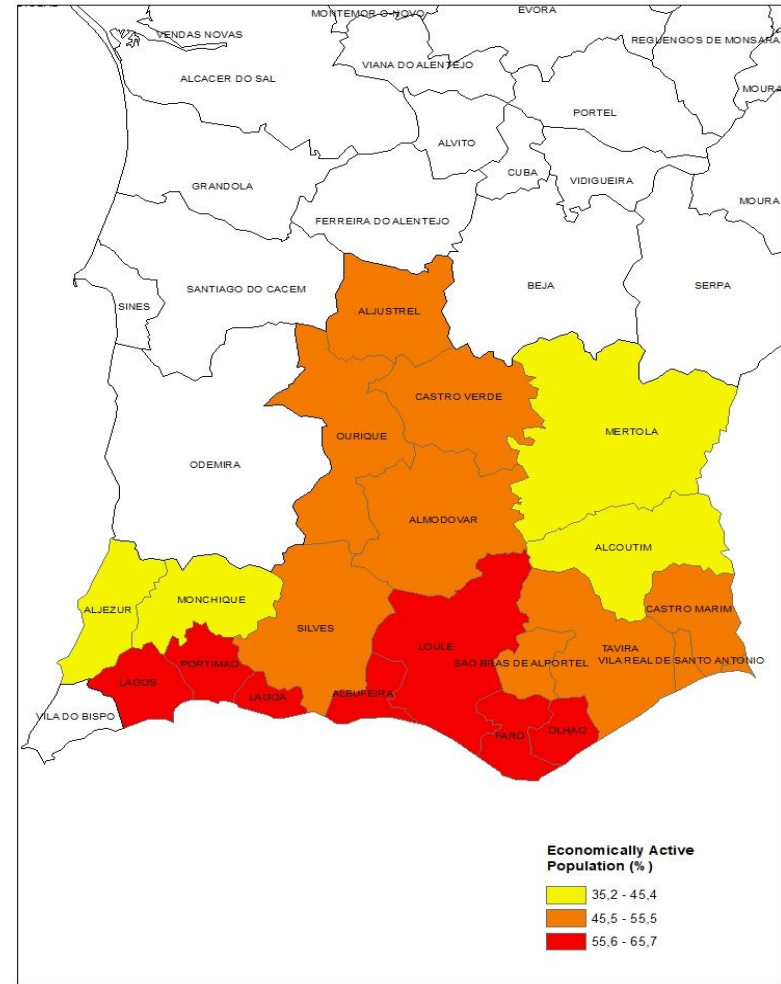 MONTEMOR-O-NOVO
EVORA
VENDAS NOVAS
REGUENGOS DE MONSARA
VIANA DO ALENTEJO
ALCACER DO SAL
MOURA
PORTEL
ALVITO
CUBA
VIDIGUEIRA
GRANDOLA
MOURA
FERREIRA DO ALENTEJO
SANTIAGO DO CACEM
BEJA
SERPA
SINES
ALJUSTREL
CASTRO VERDE
MERTOLA
OURIQUE
ODEMIRA
ALMODOVAR
ALCOUTIM
MONCHIQUE
ALJEZUR
CASTRO MARIM
SILVES
LOULE
TAVIRA
SAO BRAS DE ALPORTEL
VILA REAL DE SANTO ANTONIO
PORTIMAO
LAGOS
LAGOA
ALBUFEIRA
VILA DO BISPO
OLHAO
FARO
Economically Active
Population (%)
35,2 - 45,4
45,5 - 55,5
55,6 - 65,7